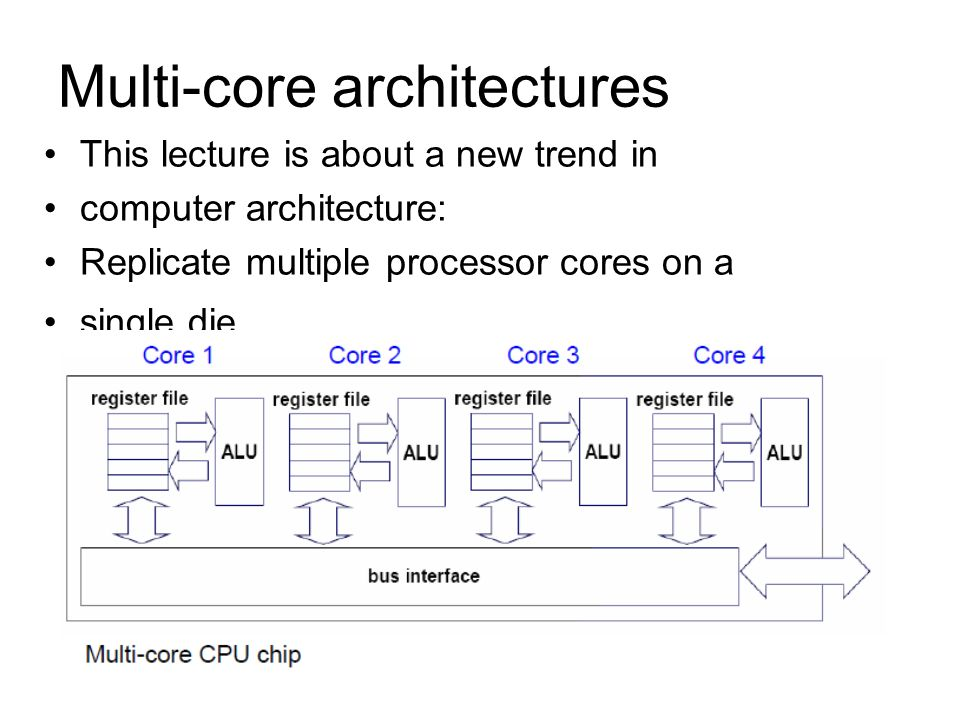 Multi-core architectures
• This lecture is about a new trend in
• computer architecture:
• Replicate multiple processor cores on a
• single die
Core 1 Core 2 Core 3 Core 4
register file register file register file register file
ALU ALU ALU ALU
bus interface
Multi-core CPU chip